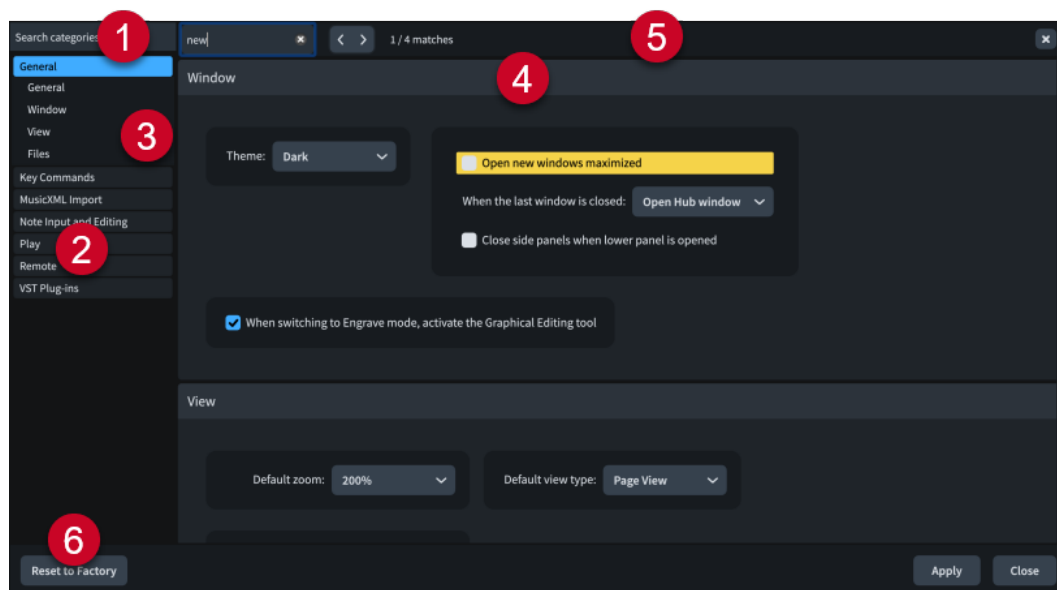 Search categories
1
new
1 / 4 matches
5
General
General
Window
View
Files
3
Key Commands
MusicXML Import
Note Input and Editing
Play
2
Remote
VST Plug-ins
Window
4
Theme: Dark
Open new windows maximized
When the last window is closed: Open Hub window
Close side panels when lower panel is opened
When switching to Engrave mode, activate the Graphical Editing tool
View
Default zoom: 200%
Default view type: Page View
6
Reset to Factory
Apply
Close